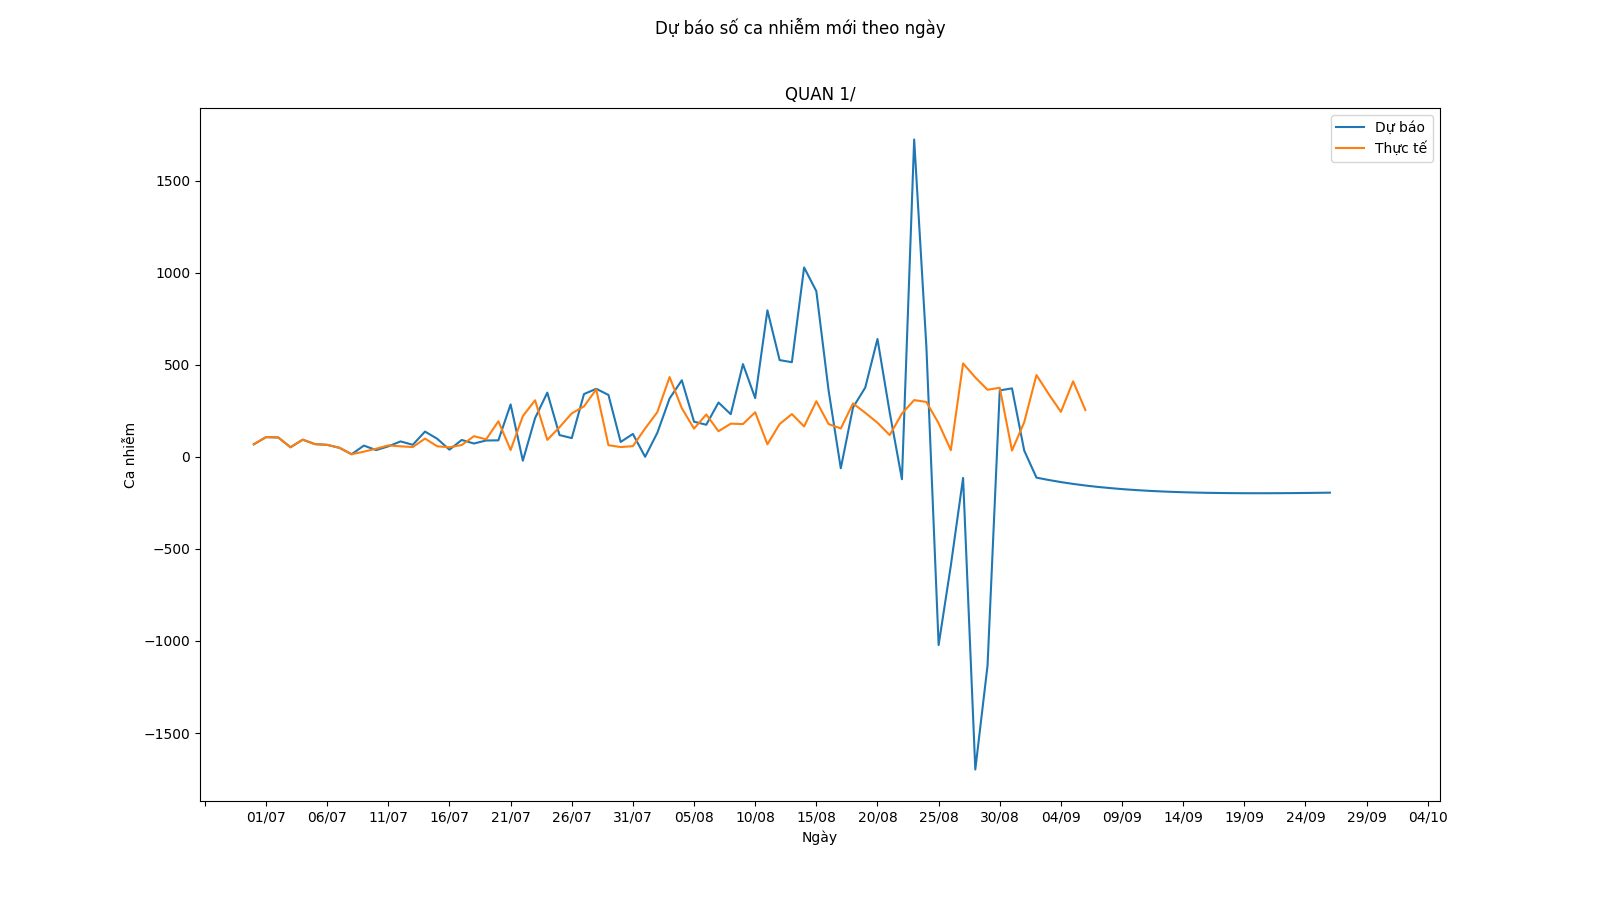 Dự báo số ca nhiễm mới theo ngày
QUAN 1/
Dự báo
Thực tế
1500
1000
500
0
−500
−1000
−1500
Ca nhiễm
01/07 06/07 11/07 16/07 21/07 26/07 31/07 05/08 10/08 15/08 20/08 25/08 30/08 04/09 09/09 14/09 19/09 24/09 29/09 04/10
Ngày